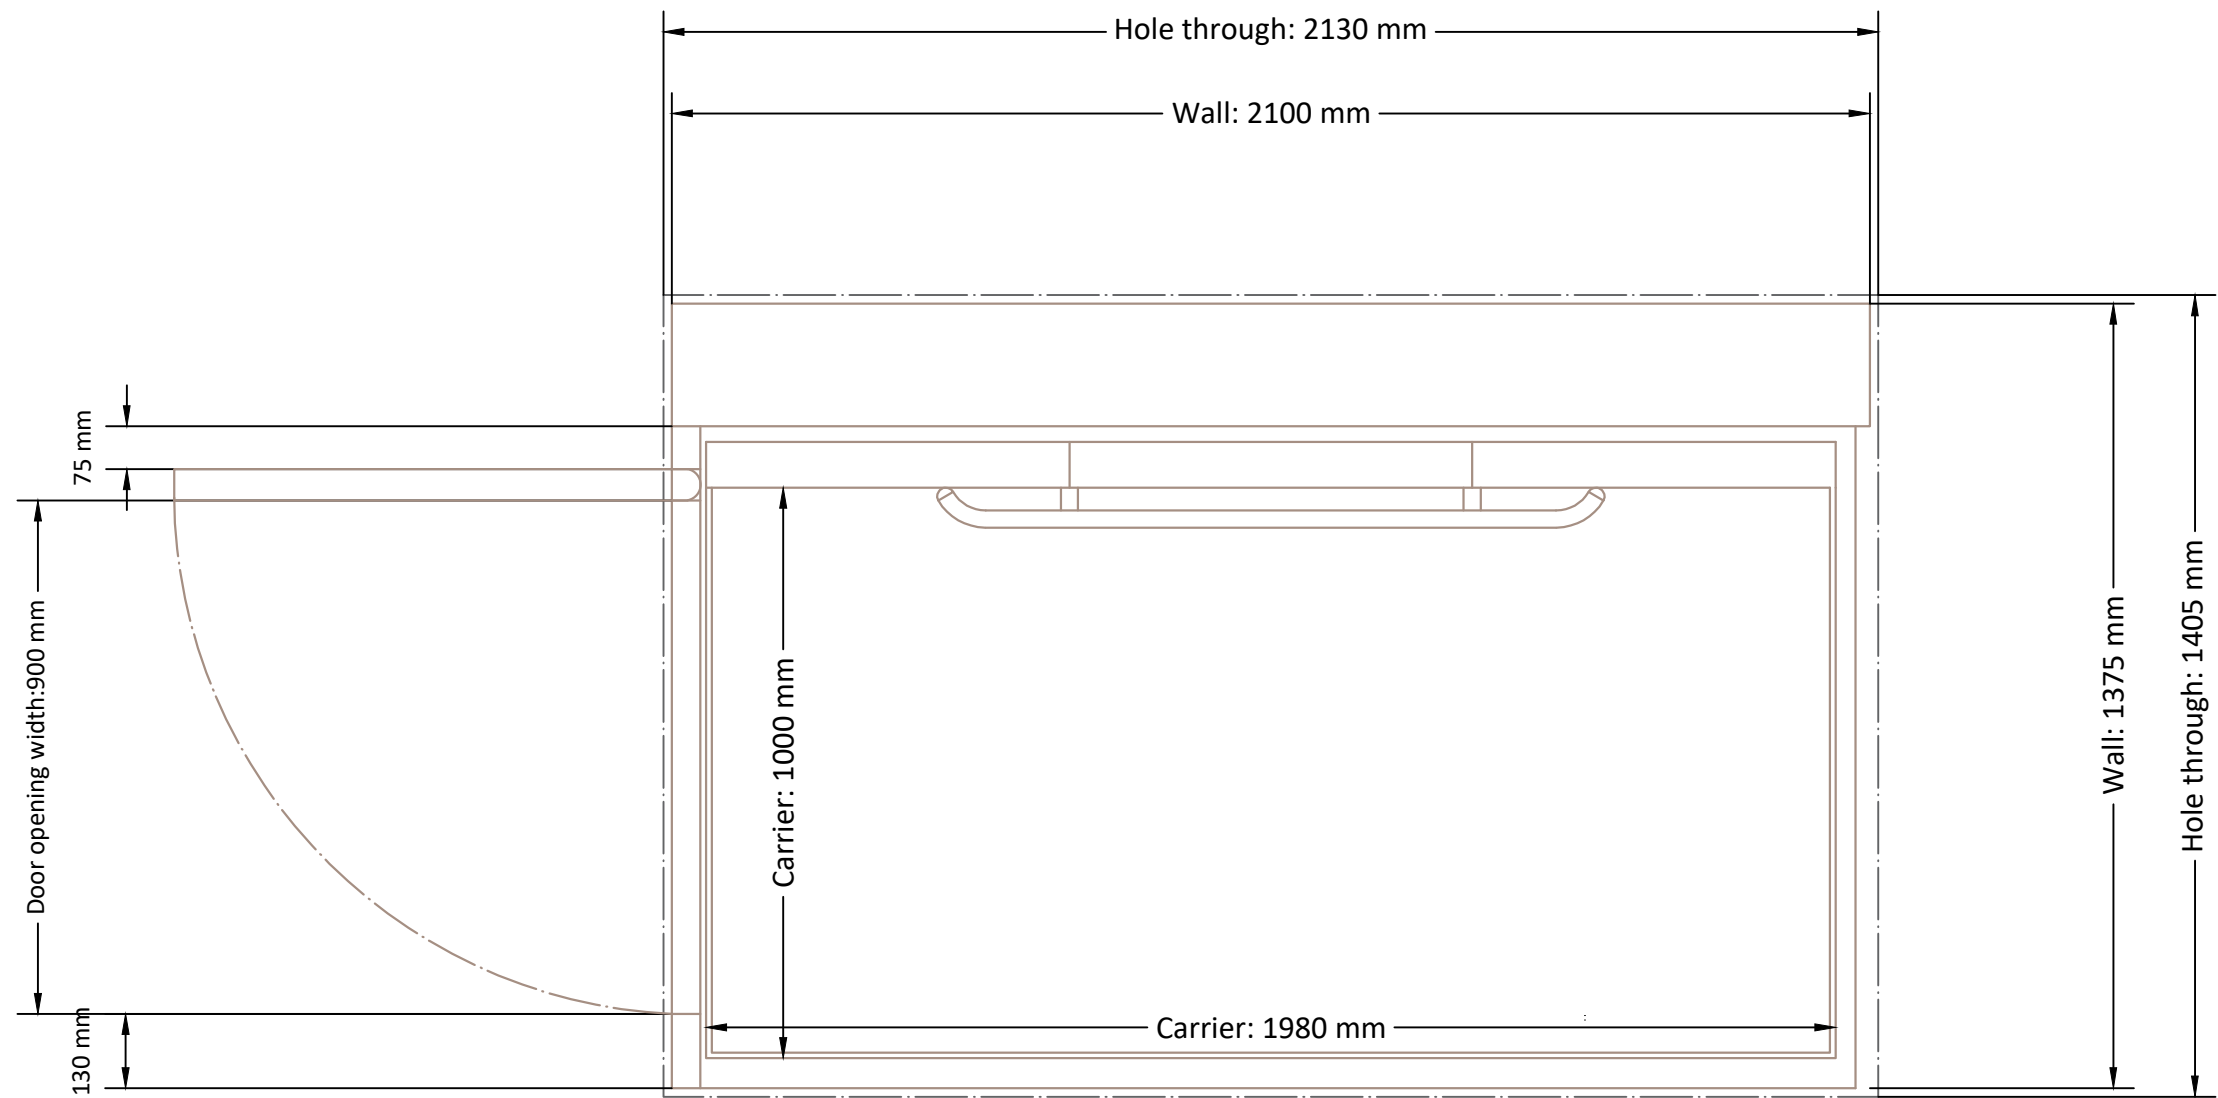 Hole through: 2130 mm
Wall: 2100 mm
75 mm
Door opening width:900 mm
130 mm
Carrier: 1000 mm
Carrier: 1980 mm
Wall: 1375 mm
Hole through: 1405 mm